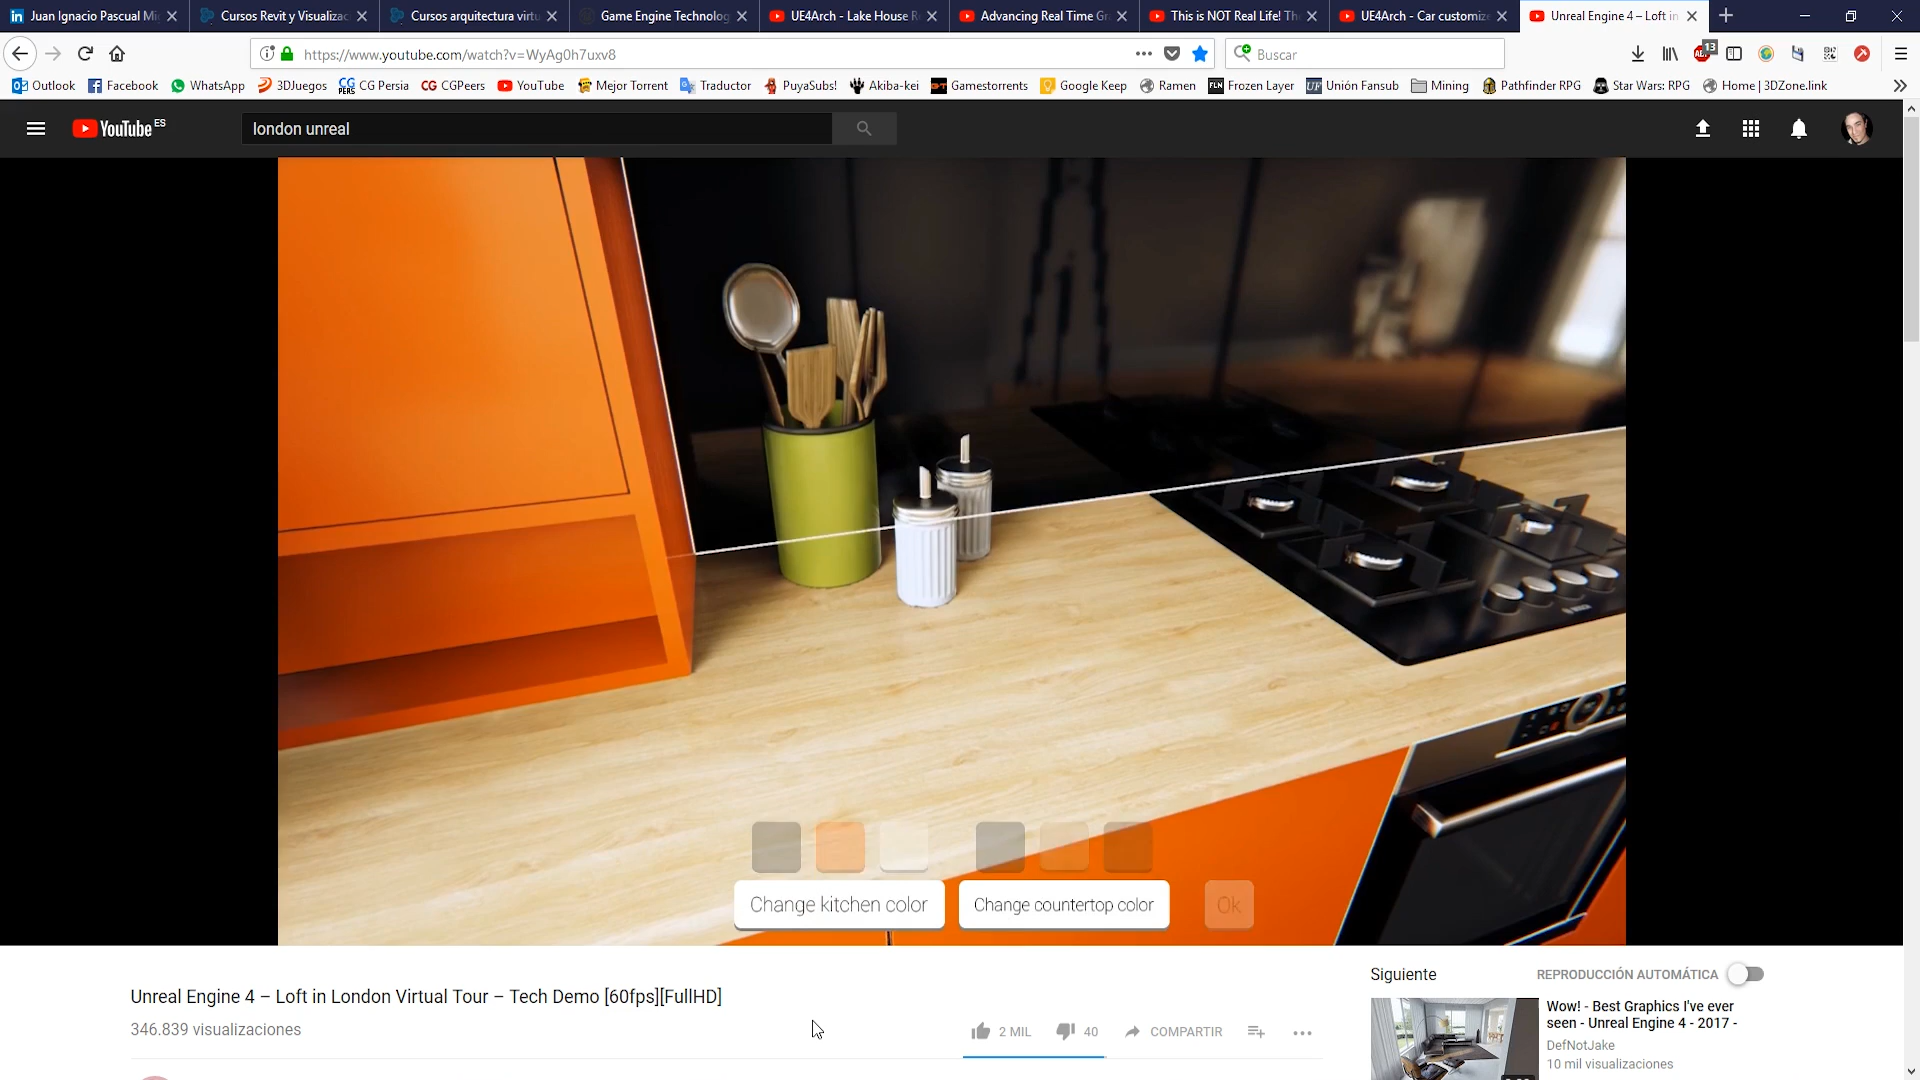 Juan Ignacio Pascual Mi
Cursos Revit y Visualizac
Cursos arquitectura virtu
Game Engine Technolog
UE4Arch - Lake House R
Advancing Real Time Gr
This is NOT Real Life! Th
UE4Arch - Car customize
Unreal Engine 4 – Loft in
https://www.youtube.com/watch?v=WyAg0h7uxv8
Buscar
13
Outlook
Facebook
WhatsApp
3DJuegos
CG Persia
CGPeers
YouTube
Mejor Torrent
Traductor
PuyaSubs!
Akiba-kei
Gamestorrents
Google Keep
Ramen
Frozen Layer
Unión Fansub
Mining
Pathfinder RPG
Star Wars: RPG
Home | 3DZone.link
YouTube ES
london unreal
Change kitchen color
Change countertop color
Ok
Unreal Engine 4 – Loft in London Virtual Tour – Tech Demo [60fps][FullHD]
346.839 visualizaciones
2 MIL
40
COMPARTIR
Siguiente
REPRODUCCIÓN AUTOMÁTICA
Wow! - Best Graphics I've ever
seen - Unreal Engine 4 - 2017 -
DefNotJake
10 mil visualizaciones